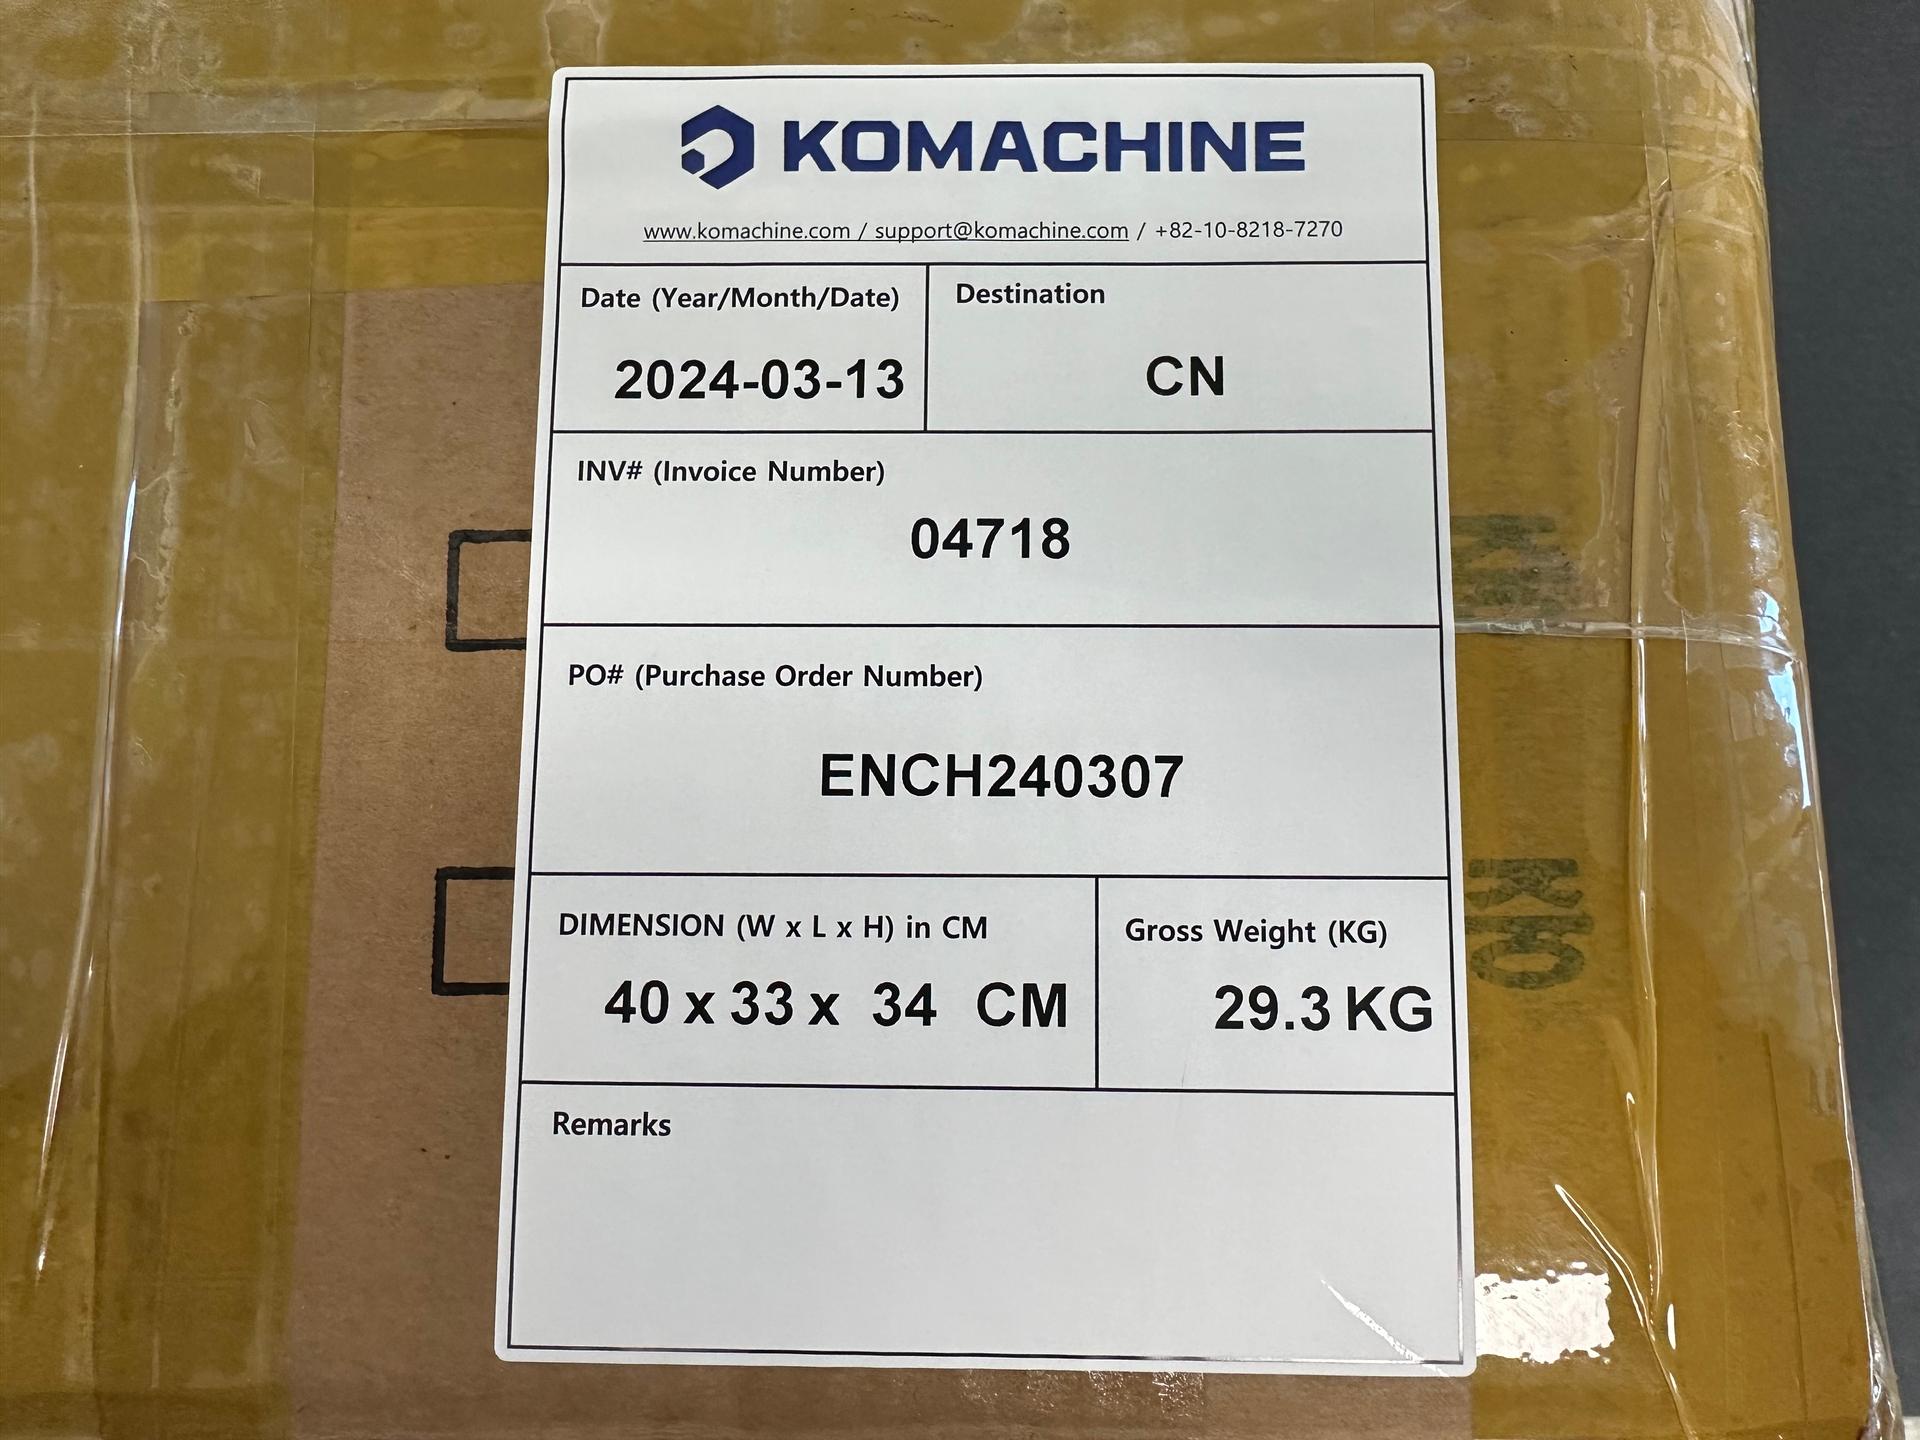 KOMACHINE
www.komachine.com / support@komachine.com / +82-10-8218-7270
Date (Year/Month/Date)
2024-03-13
Destination
CN
INV# (Invoice Number)
04718
PO# (Purchase Order Number)
ENCH240307
DIMENSION (W x L x H) in CM
40 x 33 x 34 CM
Gross Weight (KG)
29.3 KG
Remarks